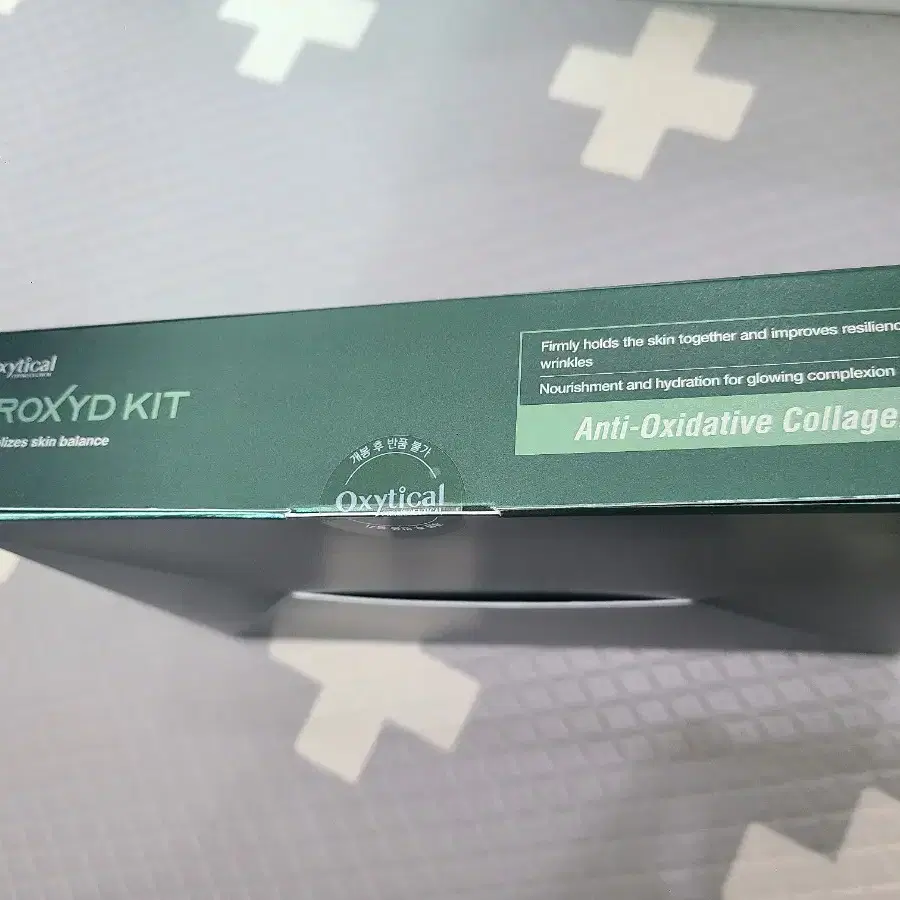 xytical
ROXYD KIT
lizes skin balance
Firmly holds the skin together and improves resilienc
wrinkles
Nourishment and hydration for glowing complexion
Anti-Oxidative Collage
개봉 후 반품 불가
Oxytical